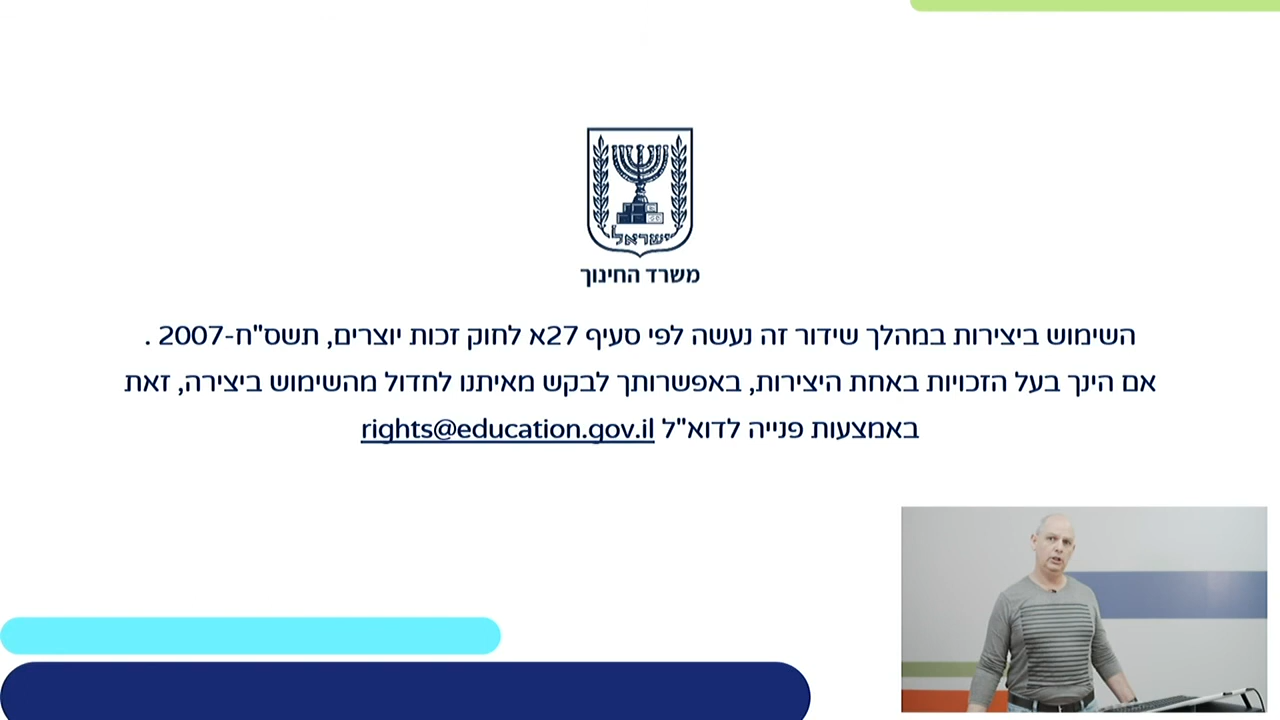 ישראל
משרד החינוך
השימוש ביצירות במהלך שידור זה נעשה לפי סעיף 27א לחוק זכות יוצרים, תשס"ח-2007 .
אם הינך בעל הזכויות באחת היצירות, באפשרותך לבקש מאיתנו לחדול מהשימוש ביצירה, זאת
באמצעות פנייה לדוא"ל rights@education.gov.il